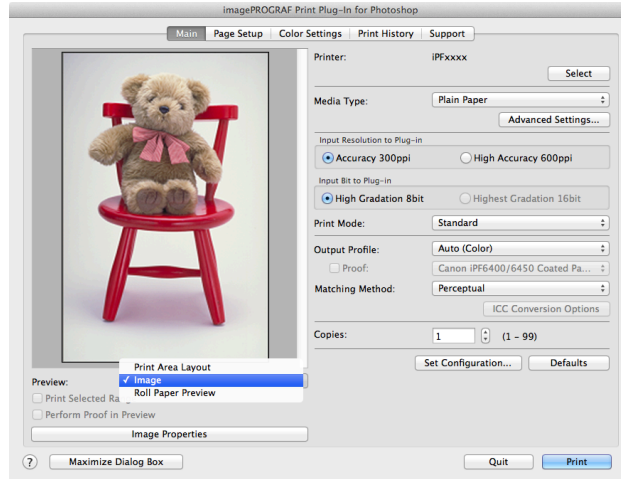 imagePROGRAF Print Plug-In for Photoshop
Main Page Setup Color Settings Print History Support
Printer: iPFxxxx
Select
Media Type: Plain Paper
Advanced Settings...
Input Resolution to Plug-in
Accuracy 300ppi High Accuracy 600ppi
Input Bit to Plug-in
High Gradation 8bit Highest Gradation 16bit
Print Mode: Standard
Output Profile: Auto (Color)
Proof: Canon iPF6400/6450 Coated Pa...
Matching Method: Perceptual
ICC Conversion Options
Copies: 1 (1 – 99)
Set Configuration... Defaults
Print Area Layout
Preview: ✓ Image
Roll Paper Preview
Print Selected
Perform Proof in Preview
Image Properties
? Maximize Dialog Box Quit Print